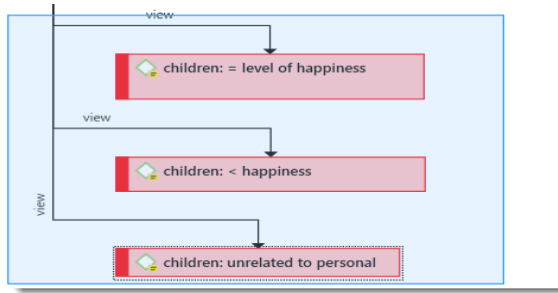 view
children: = level of happiness
view
children: < happiness
view
children: unrelated to personal